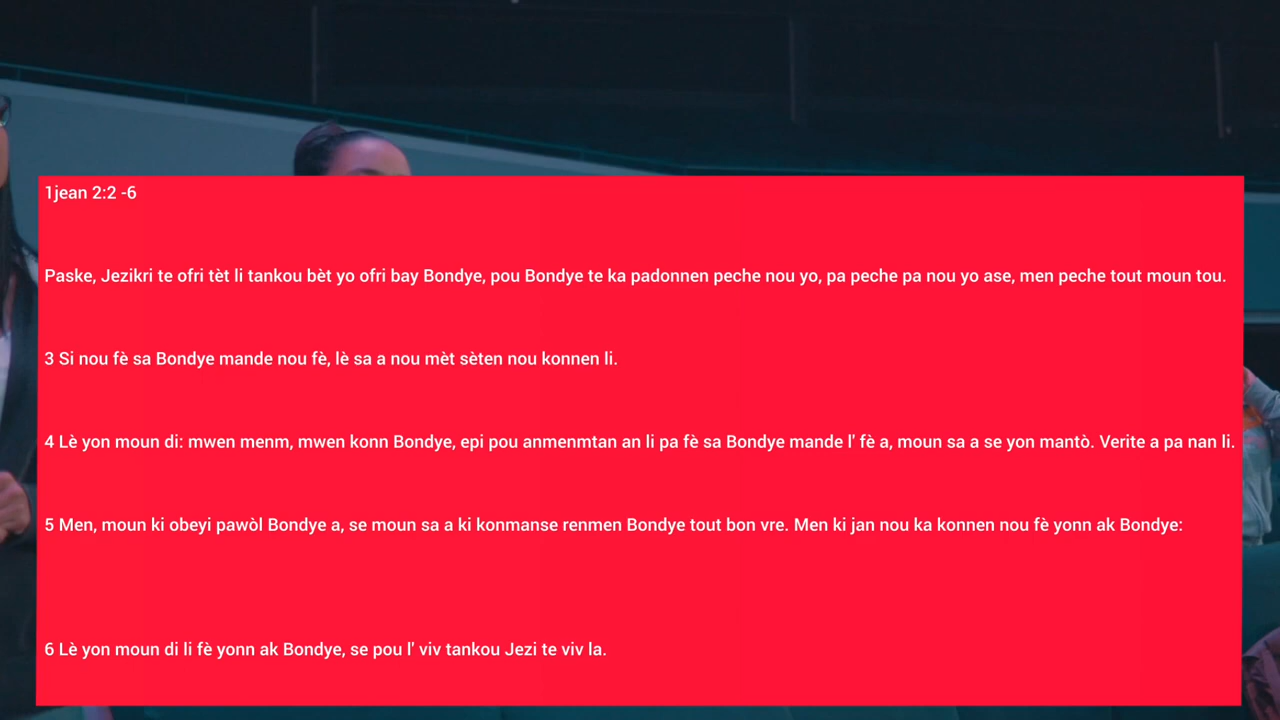 1jean 2:2 -6
Paske, Jezikri te ofri tèt li tankou bèt yo ofri bay Bondye, pou Bondye te ka padonnen peche nou yo, pa peche pa nou yo ase, men peche tout moun tou.
3 Si nou fè sa Bondye mande nou fè, lè sa a nou mèt sèten nou konnen li.
4 Lè yon moun di: mwen menm, mwen konn Bondye, epi pou anmenmtan an li pa fè sa Bondye mande l' fè a, moun sa a se yon mantò. Verite a pa nan li.
5 Men, moun ki obeyi pawòl Bondye a, se moun sa a ki konmanse renmen Bondye tout bon vre. Men ki jan nou ka konnen nou fè yonn ak Bondye:
6 Lè yon moun di li fè yonn ak Bondye, se pou l' viv tankou Jezi te viv la.